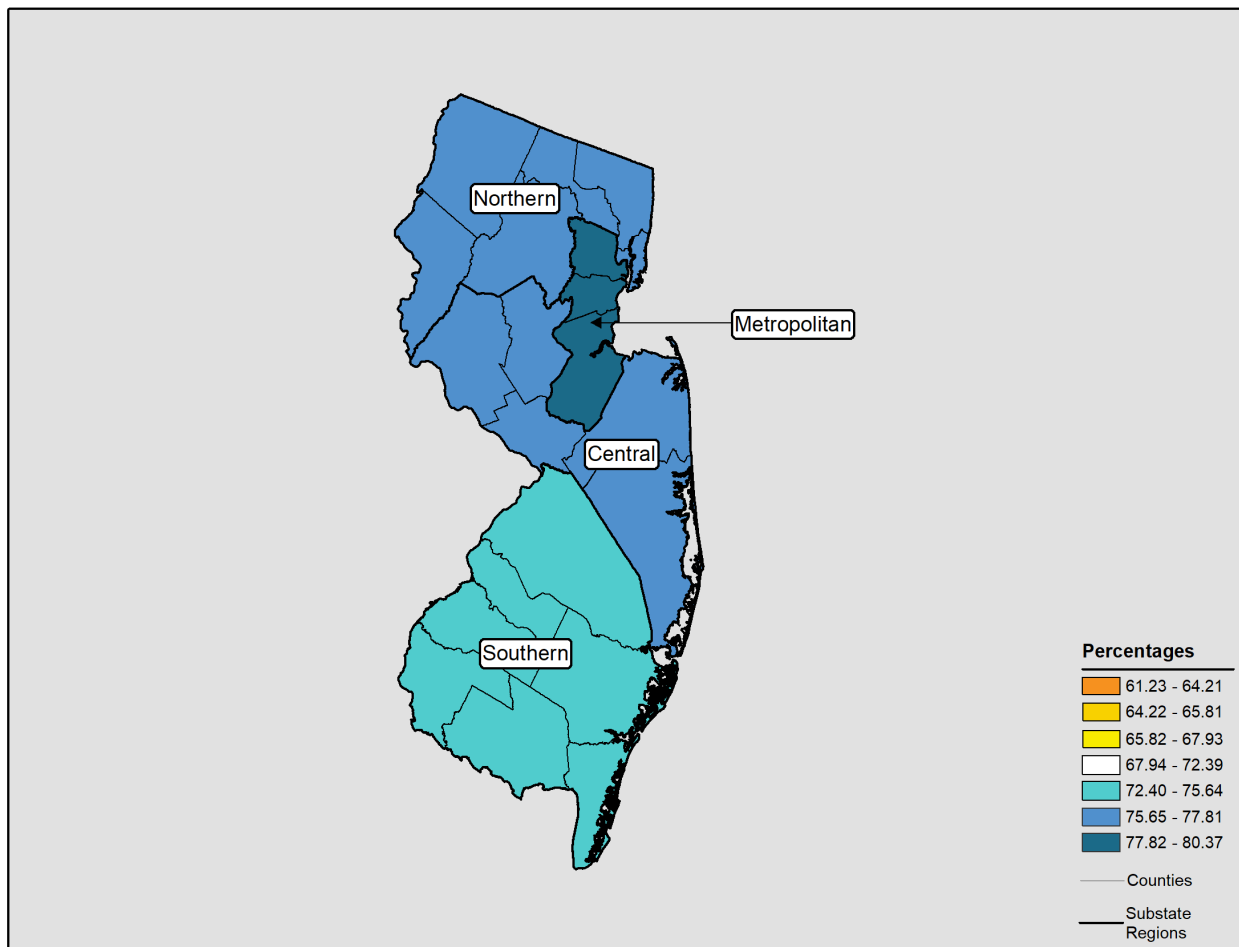 Northern
Metropolitan
Central
Southern
Percentages
61.23 - 64.21
64.22 - 65.81
65.82 - 67.93
67.94 - 72.39
72.40 - 75.64
75.65 - 77.81
77.82 - 80.37
Counties
Substate
Regions